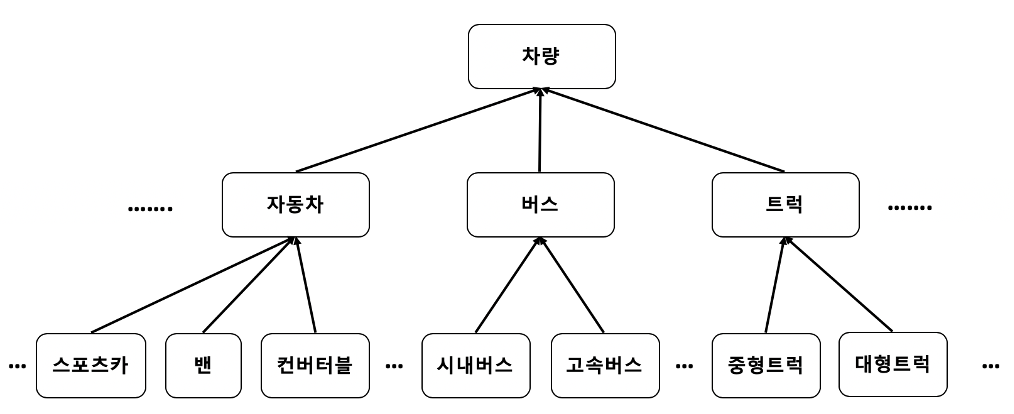 차량
....... 자동차 버스 트럭 .......
... 스포츠카 밴 컨버터블 ... 시내버스 고속버스 ... 중형트럭 대형트럭 ...